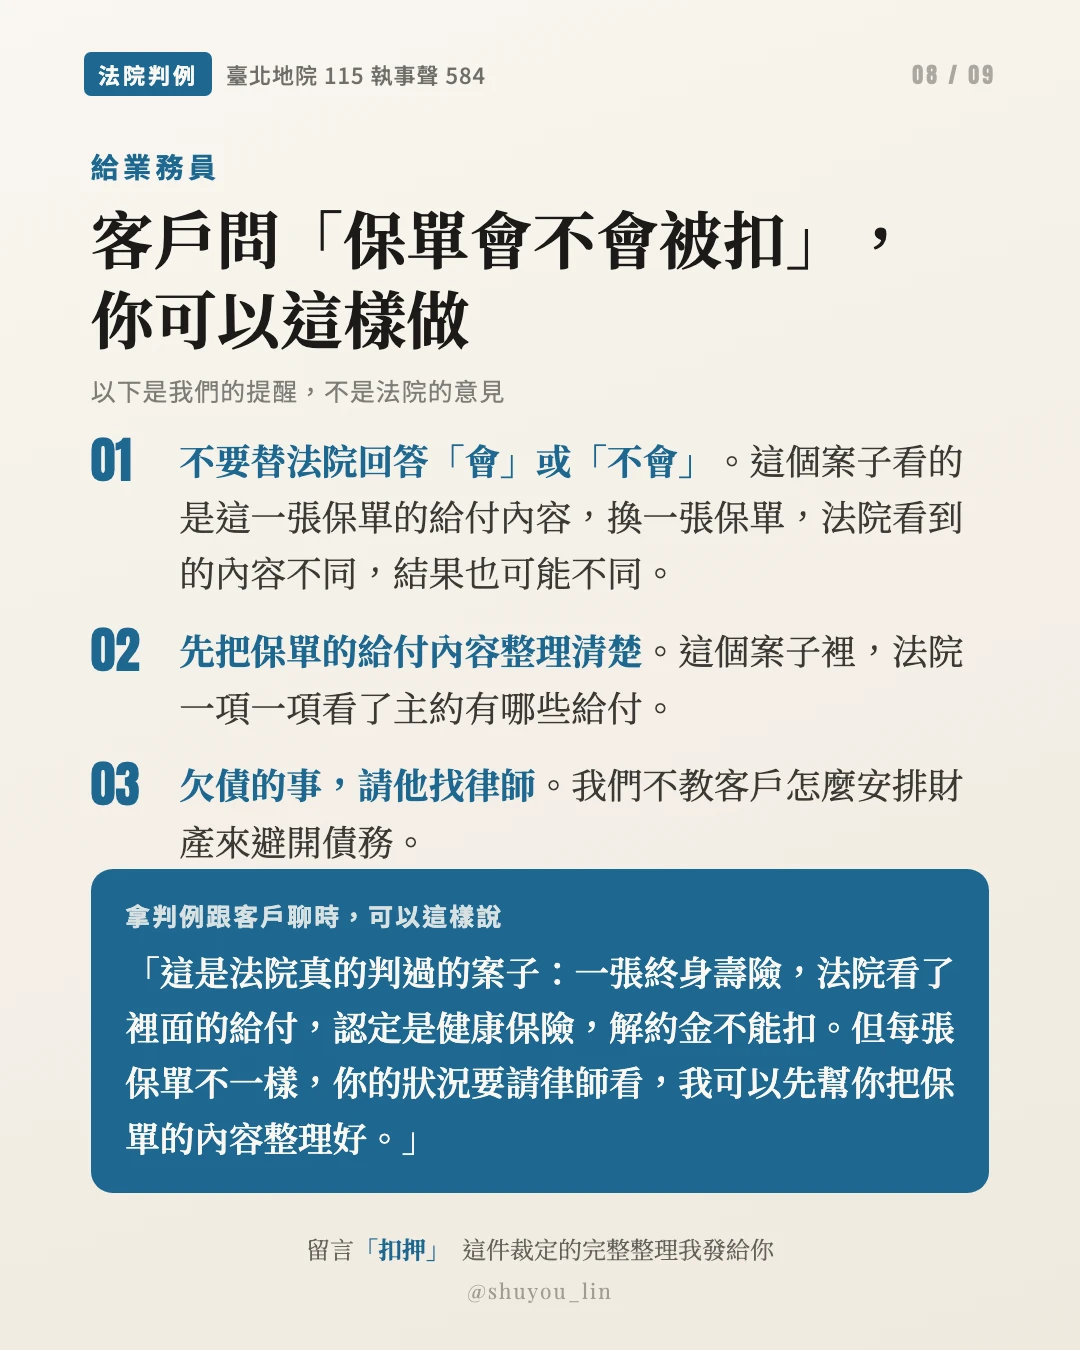 法院判例 臺北地院 115 執事聲 584
08 / 09
給業務員
客戶問「保單會不會被扣」，
你可以這樣做
以下是我們的提醒，不是法院的意見
01 不要替法院回答「會」或「不會」。這個案子看的
是這一張保單的給付內容，換一張保單，法院看到
的內容不同，結果也可能不同。
02 先把保單的給付內容整理清楚。這個案子裡，法院
一項一項看了主約有哪些給付。
03 欠債的事，請他找律師。我們不教客戶怎麼安排財
產來避開債務。
拿判例跟客戶聊時，可以這樣說
「這是法院真的判過的案子：一張終身壽險，法院看了
裡面的給付，認定是健康保險，解約金不能扣。但每張
保單不一樣，你的狀況要請律師看，我可以先幫你把保
單的內容整理好。」
留言「扣押」 這件裁定的完整整理我發給你
@shuyou_lin